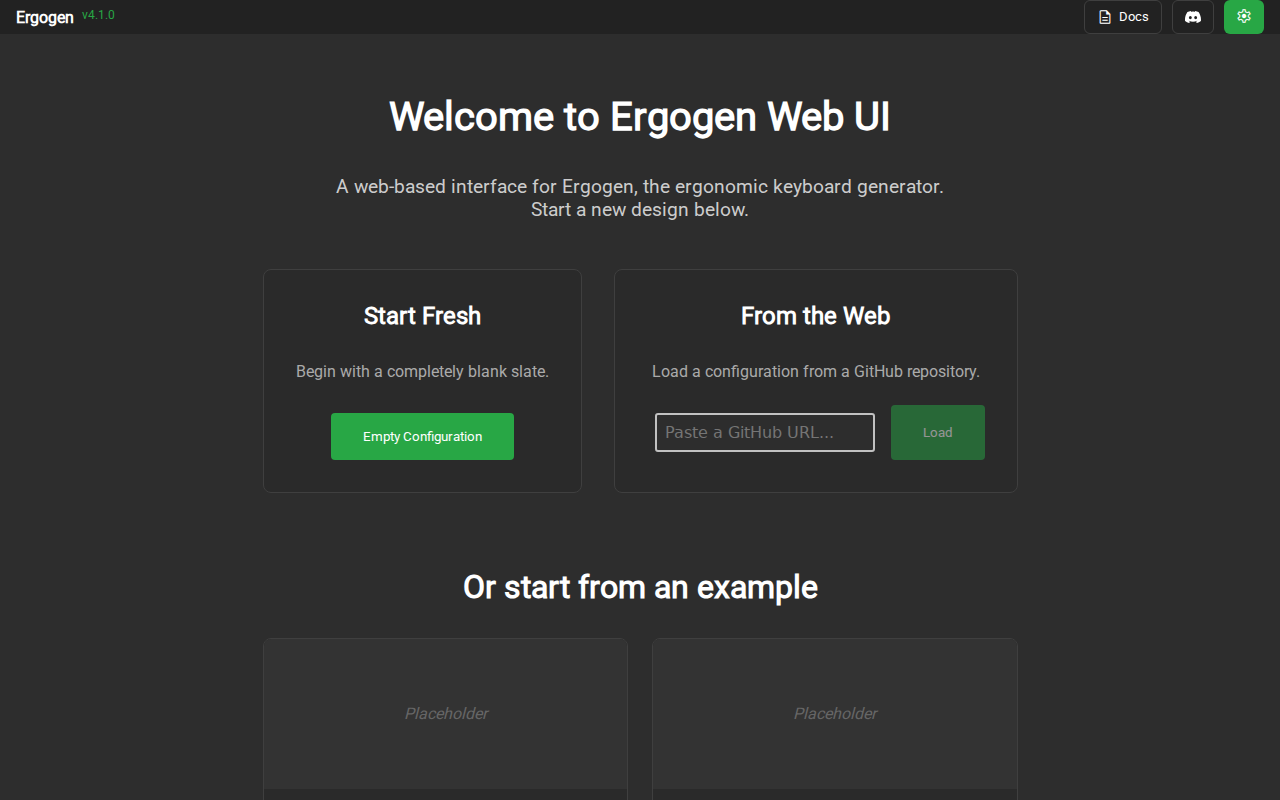 Ergogen v4.1.0
Docs
Welcome to Ergogen Web UI
A web-based interface for Ergogen, the ergonomic keyboard generator.
Start a new design below.
Start Fresh
Begin with a completely blank slate.
Empty Configuration
From the Web
Load a configuration from a GitHub repository.
Paste a GitHub URL...
Load
Or start from an example
Placeholder
Placeholder